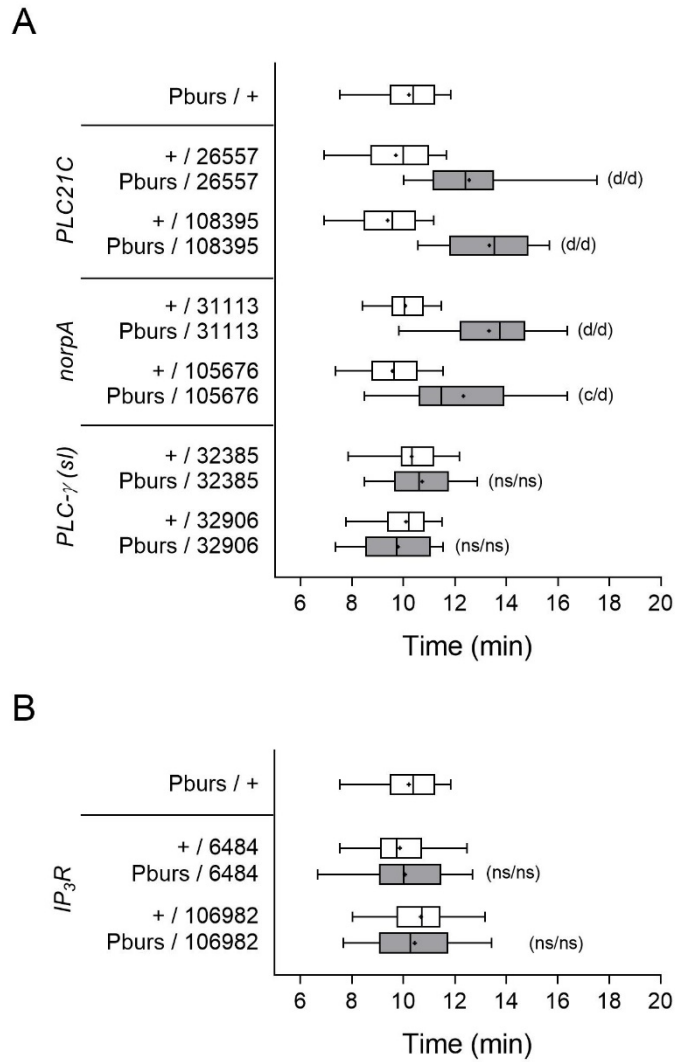 A
Pburs / +
PLC21C
+ / 26557
Pburs / 26557
(d/d)
+ / 108395
Pburs / 108395
(d/d)
norpA
+ / 31113
Pburs / 31113
(d/d)
+ / 105676
Pburs / 105676
(c/d)
PLC-γ (sl)
+ / 32385
Pburs / 32385
(ns/ns)
+ / 32906
Pburs / 32906
(ns/ns)
6 8 10 12 14 16 18 20
Time (min)
B
Pburs / +
IP₃R
+ / 6484
Pburs / 6484
(ns/ns)
+ / 106982
Pburs / 106982
(ns/ns)
6 8 10 12 14 16 18 20
Time (min)